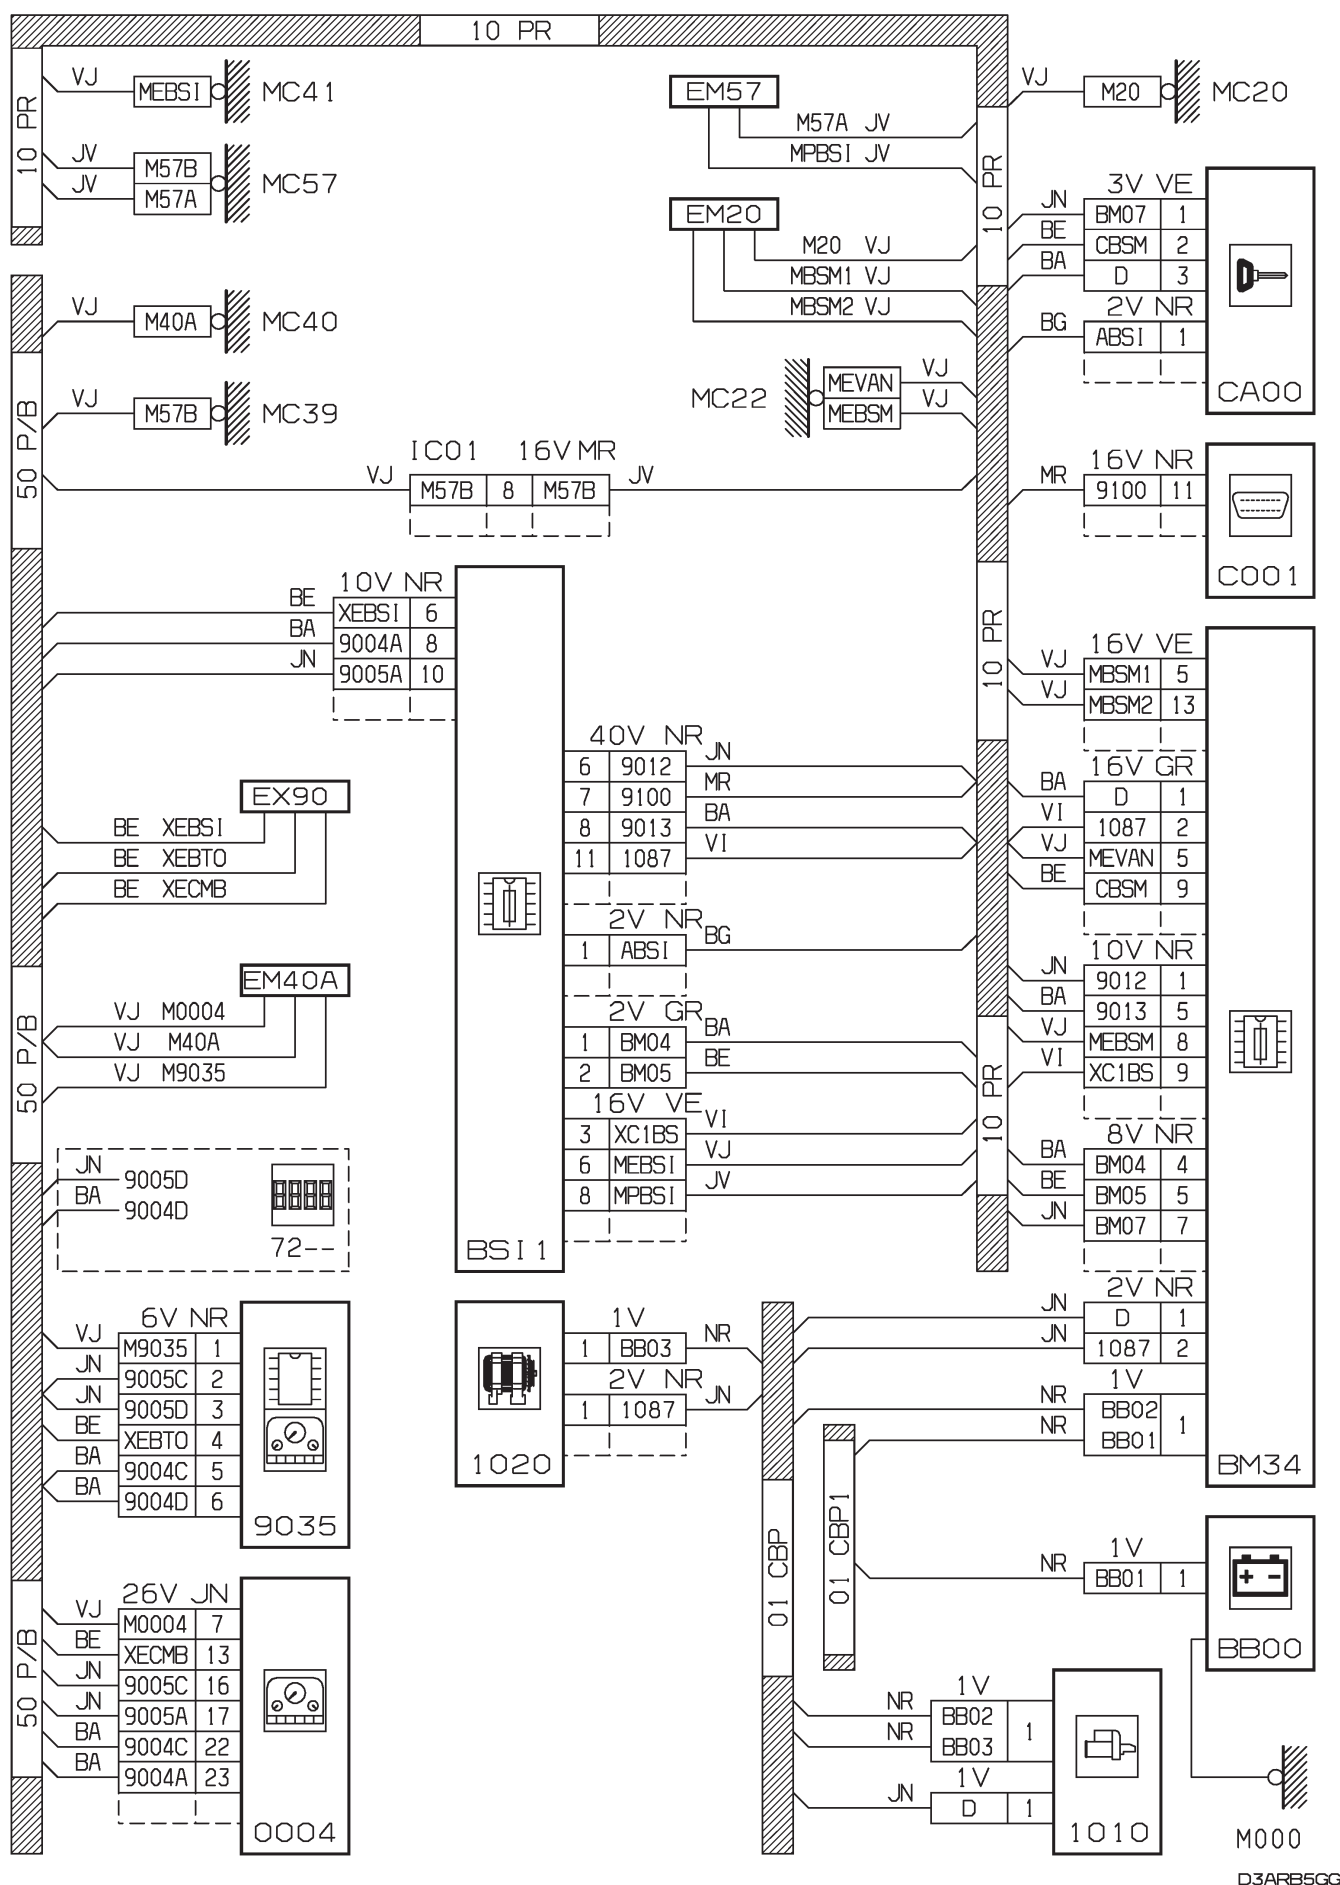 10 PR
10 PR
VJ
MEBSI
MC41
JV
M57B
JV
M57A
MC57
EM57
M57A JV
MPBSI JV
EM20
M20 VJ
MBSM1 VJ
MBSM2 VJ
10 PR
VJ
M20
MC20
3V VE
JN
BM07 1
BE
CBSM 2
BA
D 3
2V NR
BG
ABSI 1
CA00
VJ
M40A
MC40
50 P/B
VJ
M57B
MC39
MC22
MEVAN
VJ
MEBSM
VJ
IC01 16V MR
VJ
M57B 8 M57B
JV
16V NR
MR
9100 11
C001
10V NR
BE
XEBSI 6
BA
9004A 8
JN
9005A 10
10 PR
16V VE
VJ
MBSM1 5
VJ
MBSM2 13
40V NR
6 9012
JN
7 9100
MR
8 9013
BA
11 1087
VI
16V GR
BA
D 1
VI
1087 2
VJ
MEVAN 5
BE
CBSM 9
EX90
BE XEBSI
BE XEBTO
BE XECMB
2V NR
1 ABSI
BG
10V NR
JN
9012 1
BA
9013 5
VJ
MEBSM 8
VI
XC1BS 9
50 P/B
EM40A
VJ M0004
VJ M40A
VJ M9035
2V GR
1 BM04
BA
2 BM05
BE
16V VE
3 XC1BS
VI
6 MEBSI
VJ
8 MPBSI
JV
BSI1
10 PR
8V NR
BA
BM04 4
BE
BM05 5
JN
BM07 7
JN
9005D
BA
9004D
72--
2V NR
JN
D 1
JN
1087 2
1V
NR
BB02
NR
BB01
1
BM34
6V NR
VJ
M9035 1
JN
9005C 2
JN
9005D 3
BE
XEBTO 4
BA
9004C 5
BA
9004D 6
9035
1V
1 BB03
NR
2V NR
1 1087
JN
1020
01 CBP
01 CBP1
1V
NR
BB01 1
+ -
BB00
50 P/B
26V JN
VJ
M0004 7
BE
XECMB 13
JN
9005C 16
JN
9005A 17
BA
9004C 22
BA
9004A 23
0004
1V
NR
BB02
NR
BB03
1
1V
JN
D 1
1010
M000
D3ARB5GG